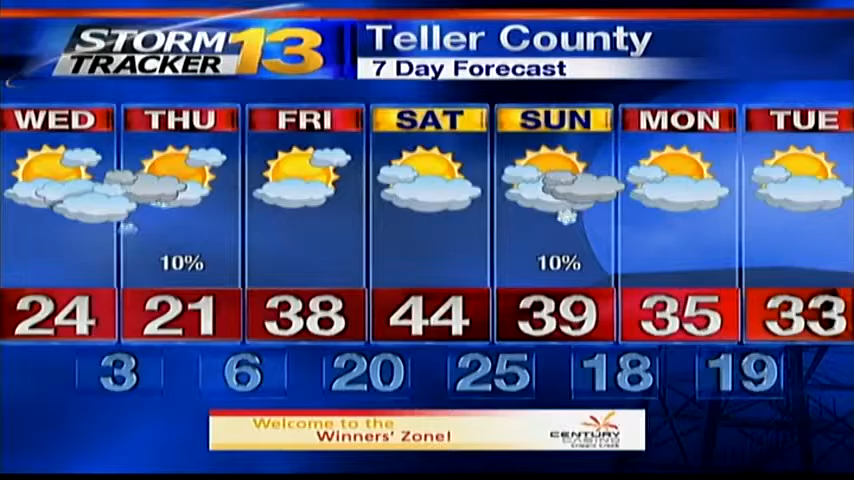 STORM TRACKER 13
Teller County
7 Day Forecast
WED THU FRI SAT SUN MON TUE
10% 10%
24 21 38 44 39 35 33
3 6 20 25 18 19
Welcome to the
Winners' Zone!
CENTURY
CASINO